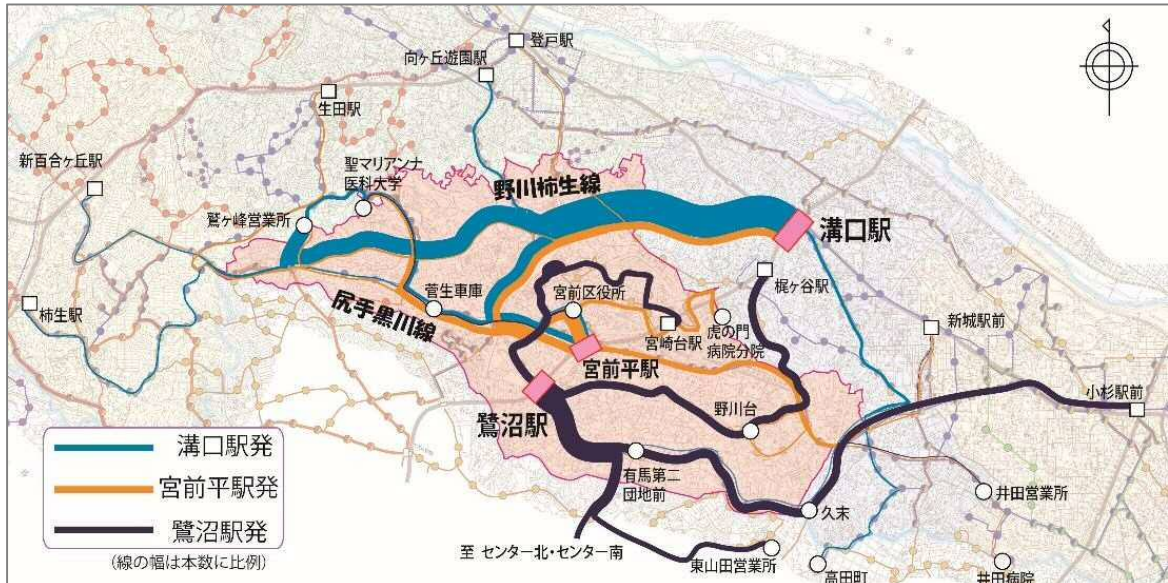 登戸駅
向ヶ丘遊園駅
生田駅
新百合ヶ丘駅
聖マリアンナ
医科大学
野川柿生線
鷲ヶ峰営業所
溝口駅
菅生車庫
宮前区役所
梶ヶ谷駅
柿生駅
尻手黒川線
宮崎台駅
虎の門
病院分院
新城駅前
宮前平駅
小杉駅前
鷺沼駅
野川台
溝口駅発
宮前平駅発
鷺沼駅発
(線の幅は本数に比例)
有馬第二
団地前
久末
井田営業所
至 センター北・センター南
東山田営業所
高田町
井田病院